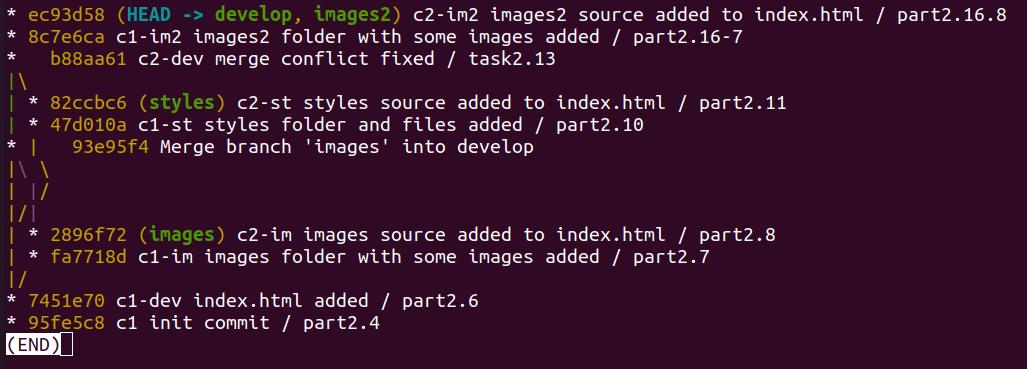 * ec93d58 (HEAD -> develop, images2) c2-im2 images2 source added to index.html / part2.16.8
* 8c7e6ca c1-im2 images2 folder with some images added / part2.16-7
*   b88aa61 c2-dev merge conflict fixed / task2.13
|\
| * 82ccbc6 (styles) c2-st styles source added to index.html / part2.11
| * 47d010a c1-st styles folder and files added / part2.10
* |   93e95f4 Merge branch 'images' into develop
|\ \
| |/
|/|
| * 2896f72 (images) c2-im images source added to index.html / part2.8
| * fa7718d c1-im images folder with some images added / part2.7
|/
* 7451e70 c1-dev index.html added / part2.6
* 95fe5c8 c1 init commit / part2.4
(END)